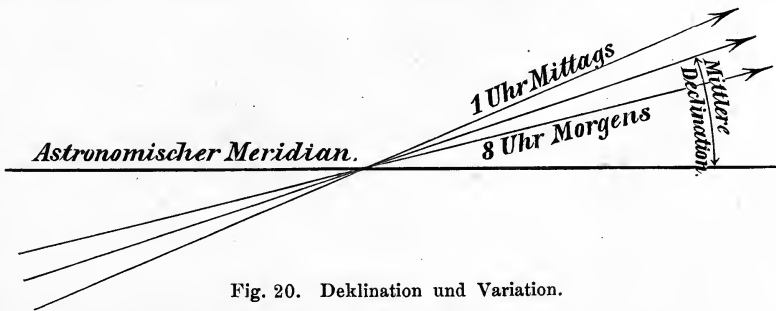 1 Uhr Mittags
Mittlere
Declination.
8 Uhr Morgens
Astronomischer Meridian.
Fig. 20. Deklination und Variation.